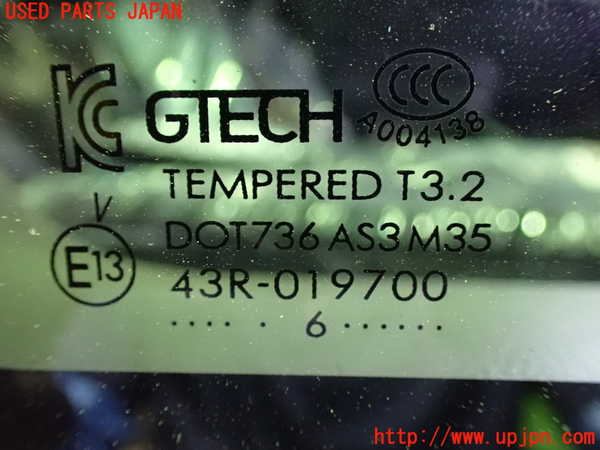 USED PARTS JAPAN
KC GTECH CCC
A004138
TEMPERED T3.2
V
DOT736 AS3 M35
E13
43R-019700
.... . 6 ......
http://www.upjpn.com/